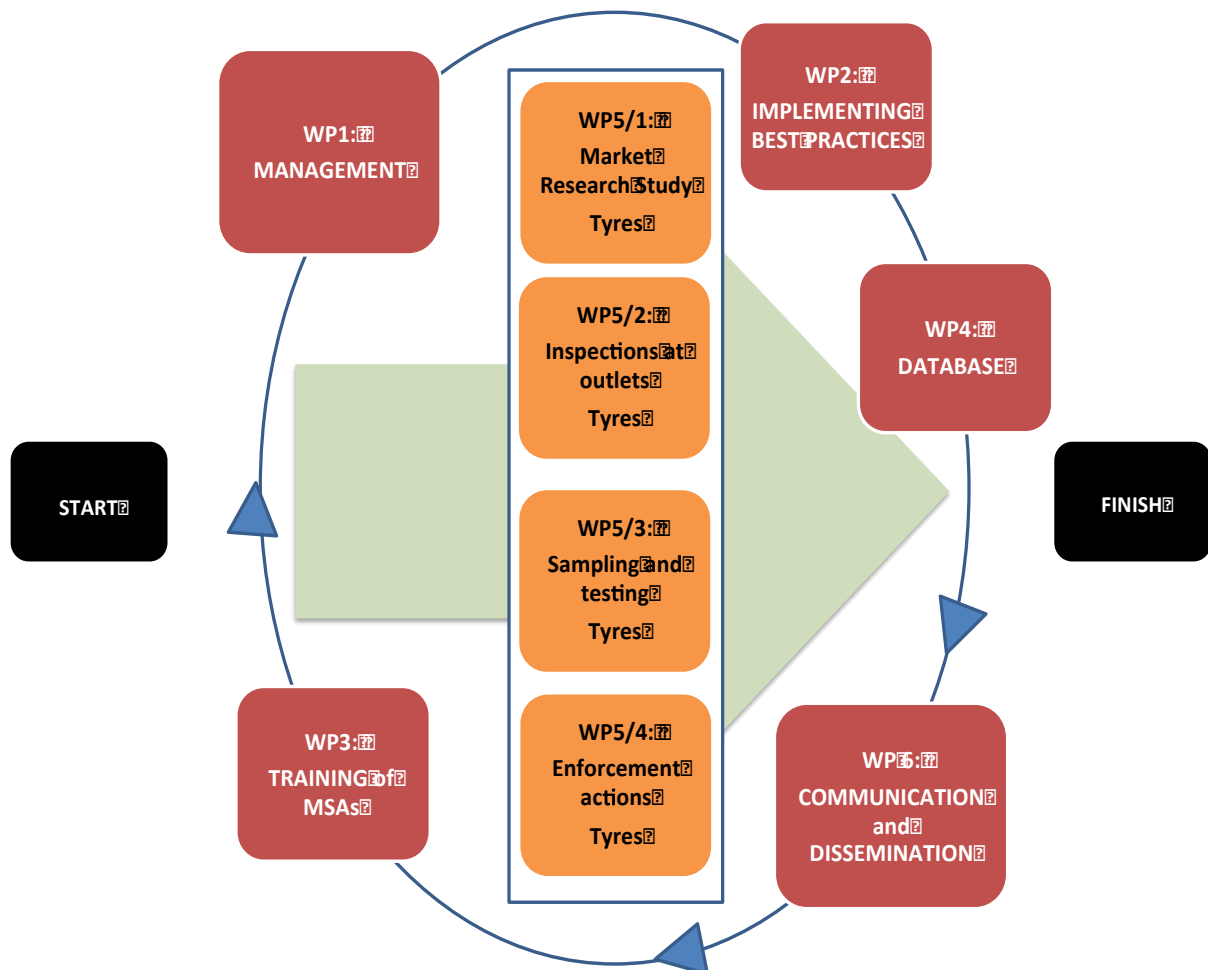 WP1:
MANAGEMENT
WP2:
IMPLEMENTING
BEST PRACTICES
WP5/1:
Market
Research Study
Tyres
WP5/2:
Inspections at
outlets
Tyres
WP4:
DATABASE
START
FINISH
WP5/3:
Sampling and
testing
Tyres
WP3:
TRAINING of
MSAs
WP5/4:
Enforcement
actions
Tyres
WP 6:
COMMUNICATION
and
DISSEMINATION